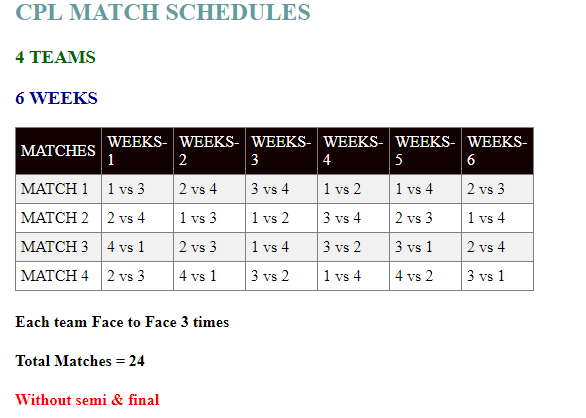 CPL MATCH SCHEDULES
4 TEAMS
6 WEEKS
MATCHES WEEKS-1 WEEKS-2 WEEKS-3 WEEKS-4 WEEKS-5 WEEKS-6
MATCH 1 1 vs 3 2 vs 4 3 vs 4 1 vs 2 1 vs 4 2 vs 3
MATCH 2 2 vs 4 1 vs 3 1 vs 2 3 vs 4 2 vs 3 1 vs 4
MATCH 3 4 vs 1 2 vs 3 1 vs 4 3 vs 2 3 vs 1 2 vs 4
MATCH 4 2 vs 3 4 vs 1 3 vs 2 1 vs 4 4 vs 2 3 vs 1
Each team Face to Face 3 times
Total Matches = 24
Without semi & final